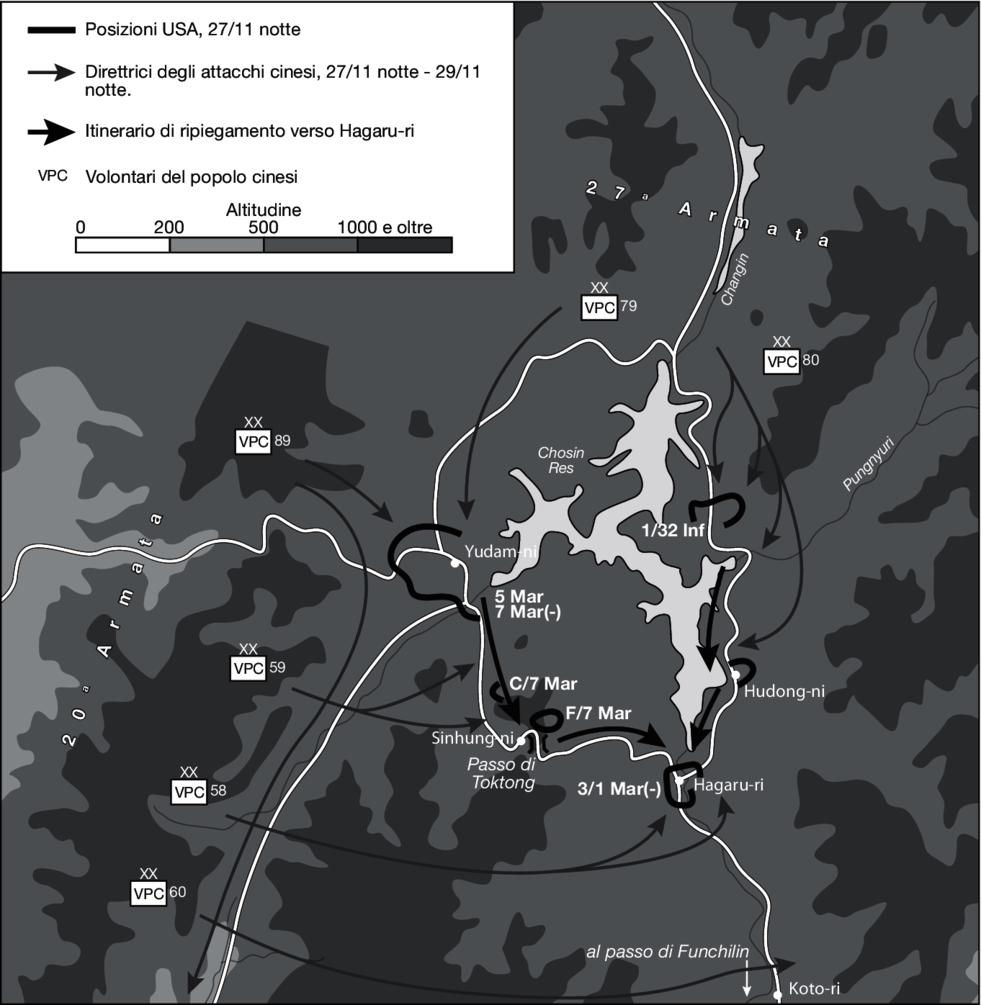 Posizioni USA, 27/11 notte
Direttrici degli attacchi cinesi, 27/11 notte - 29/11
notte.
Itinerario di ripiegamento verso Hagaru-ri
VPC Volontari del popolo cinesi
Altitudine
0 200 500 1000 e oltre
27ª Armata
Changin
XX
VPC 79
XX
VPC 80
XX
VPC 89
Chosin
Res
Pungnyuri
1/32 Inf
20ª Armata
Yudam-ni
5 Mar
7 Mar(-)
XX
VPC 59
C/7 Mar
F/7 Mar
Hudong-ni
Sinhung-ni
Passo di
Toktong
3/1 Mar(-)
Hagaru-ri
XX
VPC 58
XX
VPC 60
al passo di Funchilin
Koto-ri